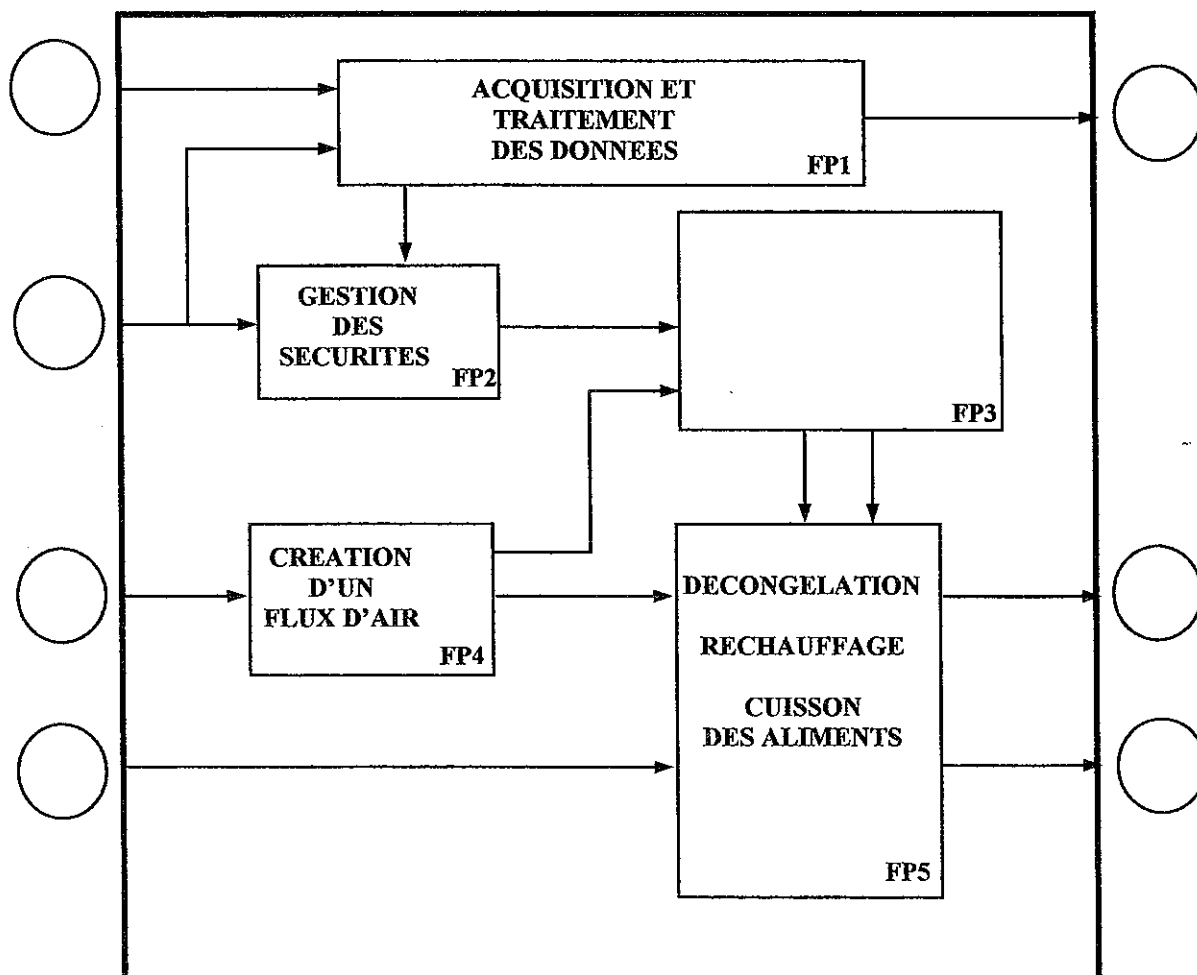 ACQUISITION ET
TRAITEMENT
DES DONNEES
FP1
GESTION
DES
SECURITES
FP2
FP3
CREATION
D'UN
FLUX D'AIR
FP4
DECONGELATION
RECHAUFFAGE
CUISSON
DES ALIMENTS
FP5